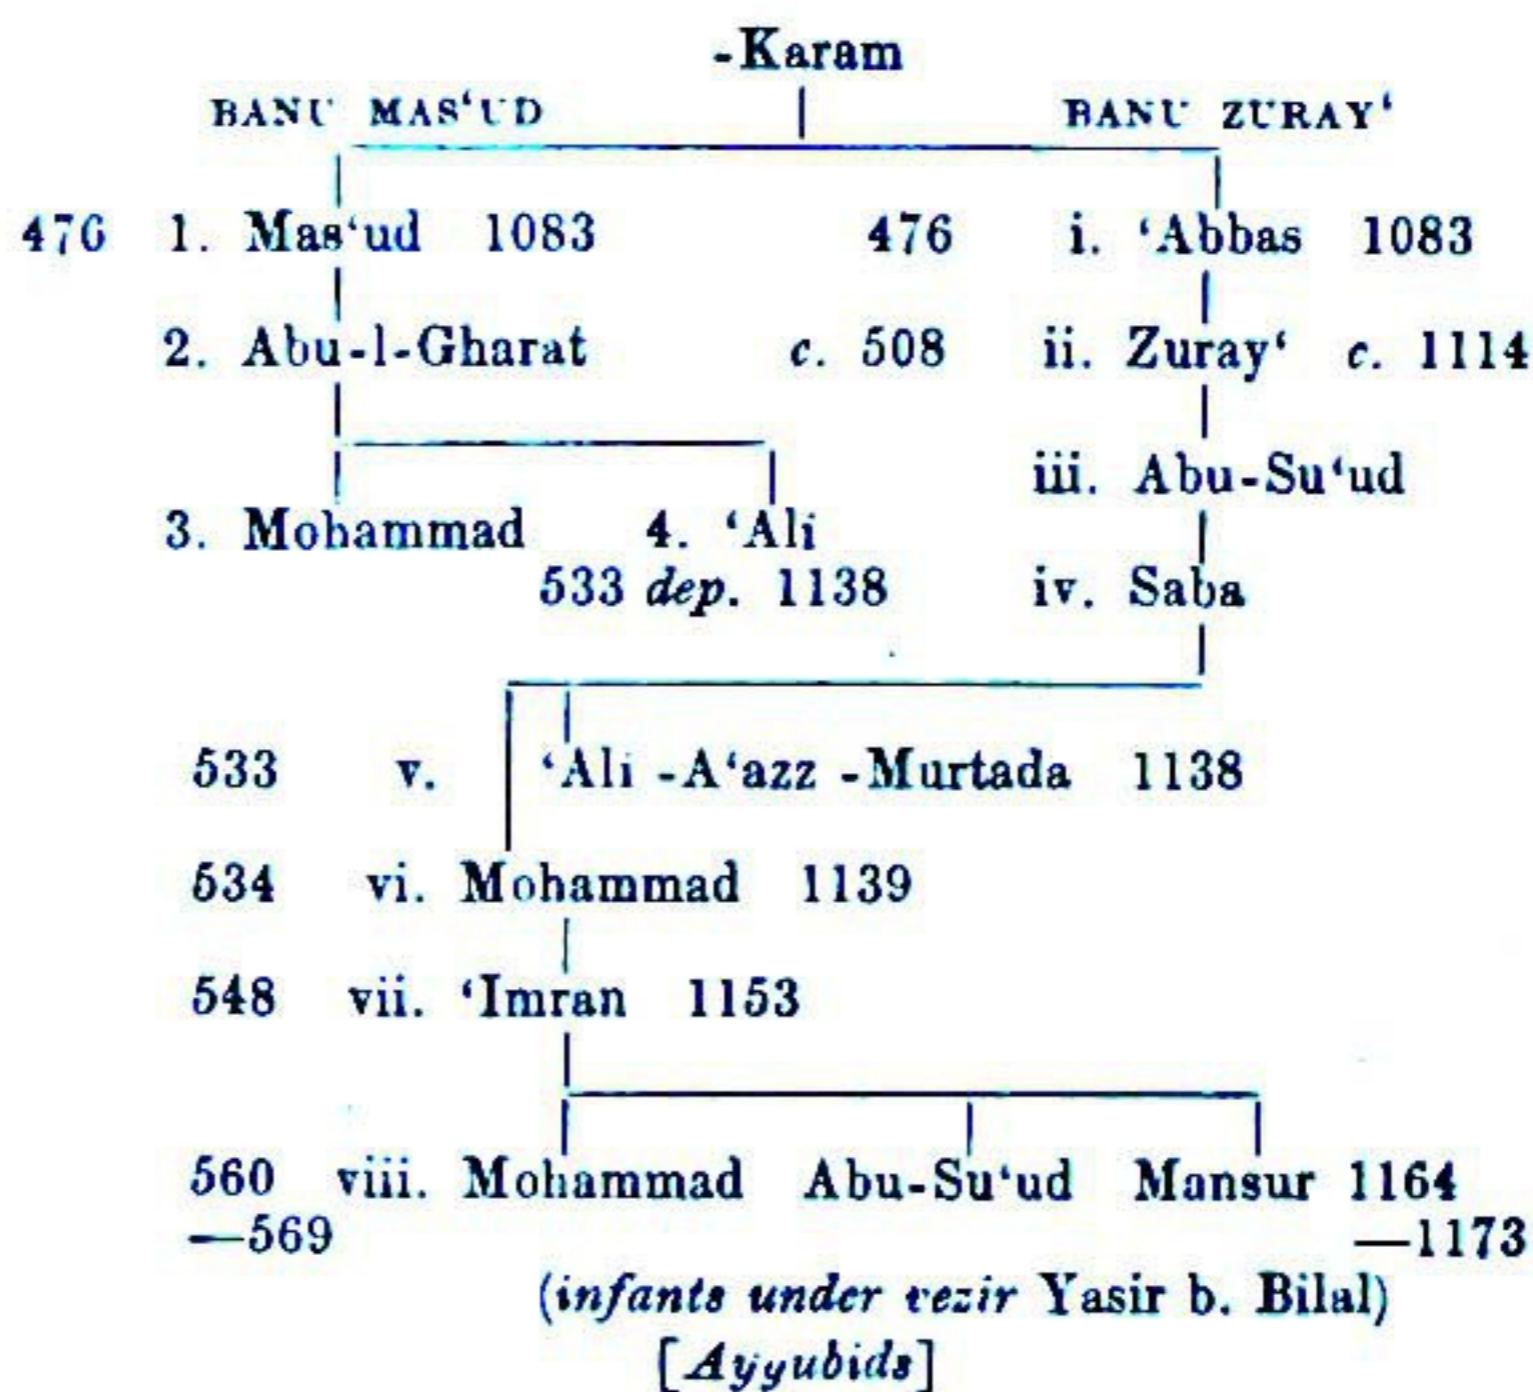 -Karam
BANU MAS‘UD BANU ZURAY‘
476 1. Mas‘ud 1083 476 i. ‘Abbas 1083
2. Abu-l-Gharat c. 508 ii. Zuray‘ c. 1114
iii. Abu-Su‘ud
3. Mohammad 4. ‘Ali
533 dep. 1138 iv. Saba
533 v. ‘Ali -A‘azz -Murtada 1138
534 vi. Mohammad 1139
548 vii. ‘Imran 1153
560 viii. Mohammad Abu-Su‘ud Mansur 1164
—569 —1173
(infants under vezir Yasir b. Bilal)
[Ayyubids]